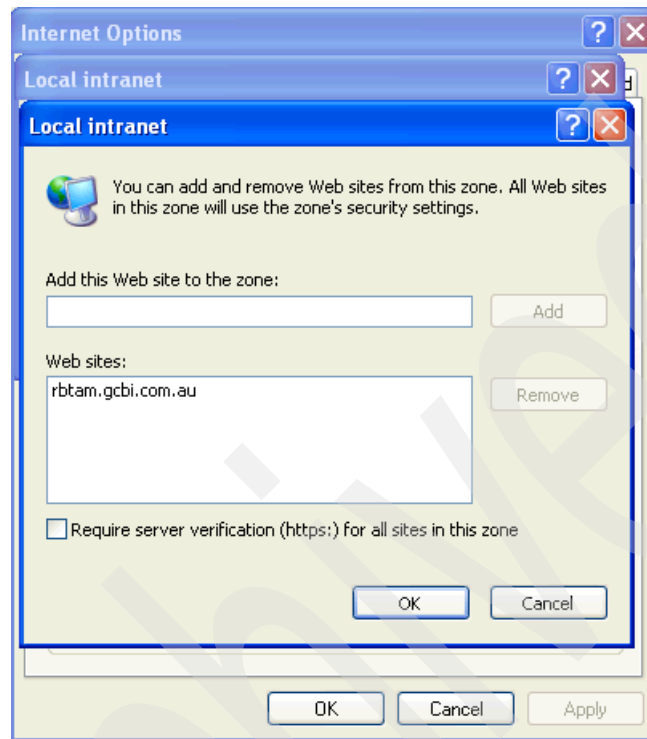 Internet Options
Local intranet
Local intranet
You can add and remove Web sites from this zone. All Web sites
in this zone will use the zone's security settings.
Add this Web site to the zone:
Add
Web sites:
rbtam.gcbi.com.au
Remove
Require server verification (https:) for all sites in this zone
OK Cancel
OK Cancel Apply